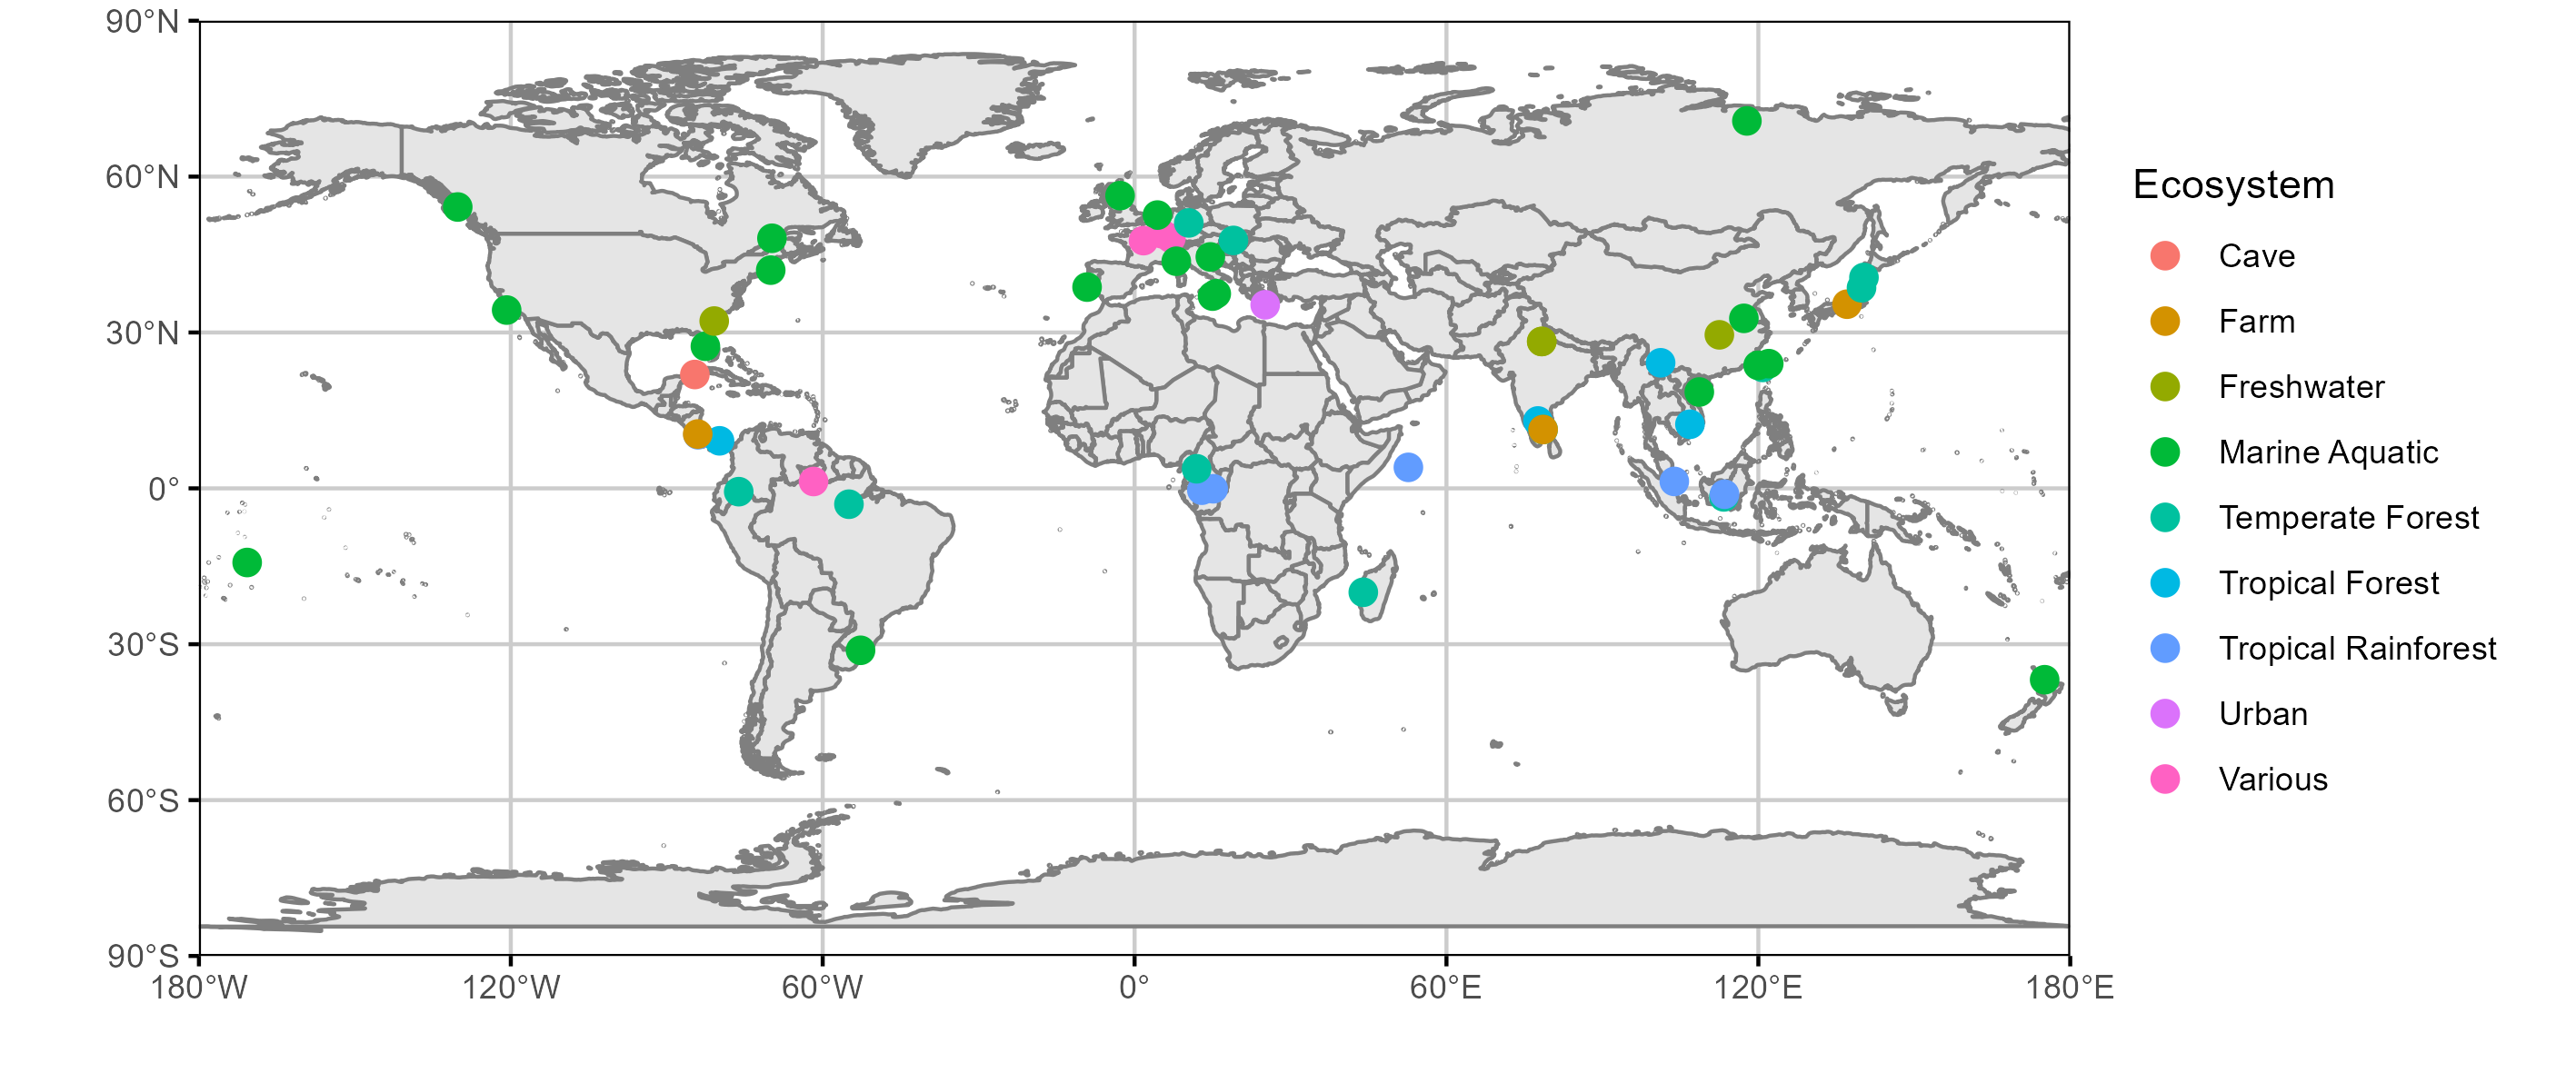 90°N
60°N
30°N
0°
30°S
60°S
90°S
180°W 120°W 60°W 0° 60°E 120°E 180°E
Ecosystem
Cave
Farm
Freshwater
Marine Aquatic
Temperate Forest
Tropical Forest
Tropical Rainforest
Urban
Various